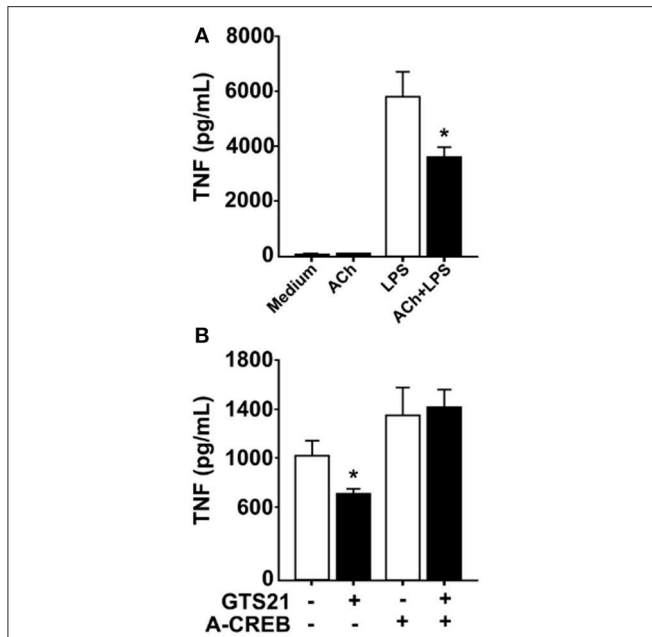 A
8000
6000
4000
2000
0
TNF (pg/mL)
*
Medium ACh LPS ACh+LPS
B
1800
1400
1000
600
0
TNF (pg/mL)
*
GTS21 - + - +
A-CREB - - + +